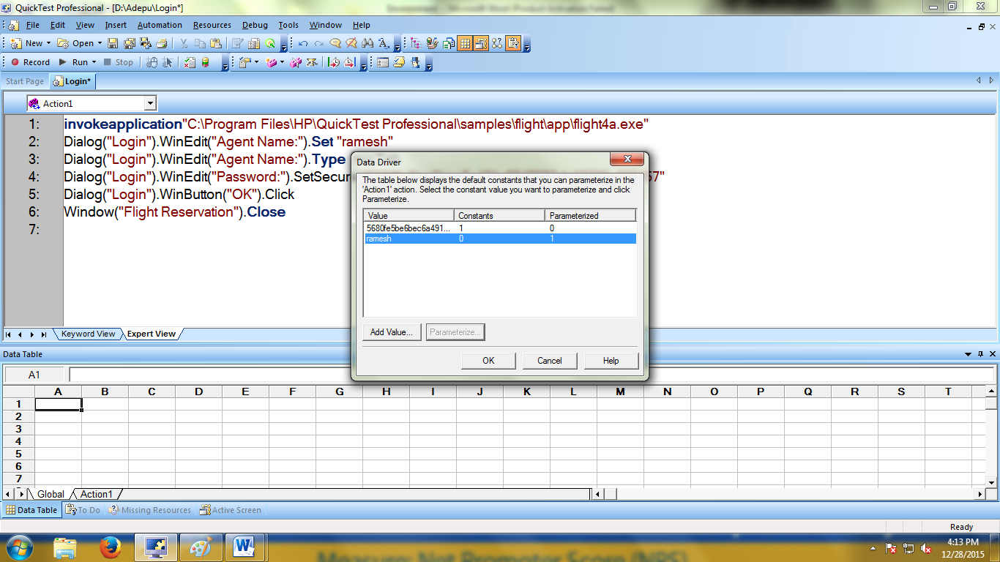 QuickTest Professional - [D:\Adepu\Login*]
File Edit View Insert Automation Resources Debug Tools Window Help
New Open
Record Run Stop
Start Page Login*
Action1
1: invokeapplication"C:\Program Files\HP\QuickTest Professional\samples\flight\app\flight4a.exe"
2: Dialog("Login").WinEdit("Agent Name:").Set "ramesh"
3: Dialog("Login").WinEdit("Agent Name:").Type
4: Dialog("Login").WinEdit("Password:").SetSecur 57"
5: Dialog("Login").WinButton("OK").Click
6: Window("Flight Reservation").Close
7:
Data Driver
The table below displays the default constants that you can parameterize in the
'Action1' action. Select the constant value you want to parameterize and click
Parameterize.
Value Constants Parameterized
5680fe5be6bec6a491... 1 0
ramesh 0 1
Add Value... Parameterize...
OK Cancel Help
Keyword View Expert View
Data Table
A1
A B C D E F G H I J K L M N O P Q R S T
1
2
3
4
5
6
7
Global Action1
Data Table To Do Missing Resources Active Screen
Ready
Measure Net Promoter Score (NPS)
4:13 PM
12/28/2015